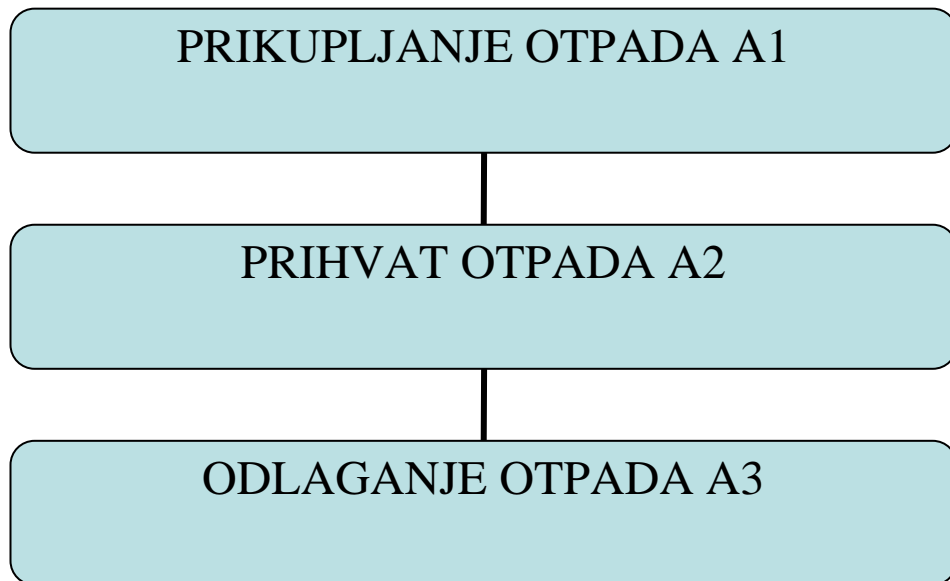 PRIKUPLJANJE OTPADA A1
PRIHVAT OTPADA A2
ODLAGANJE OTPADA A3